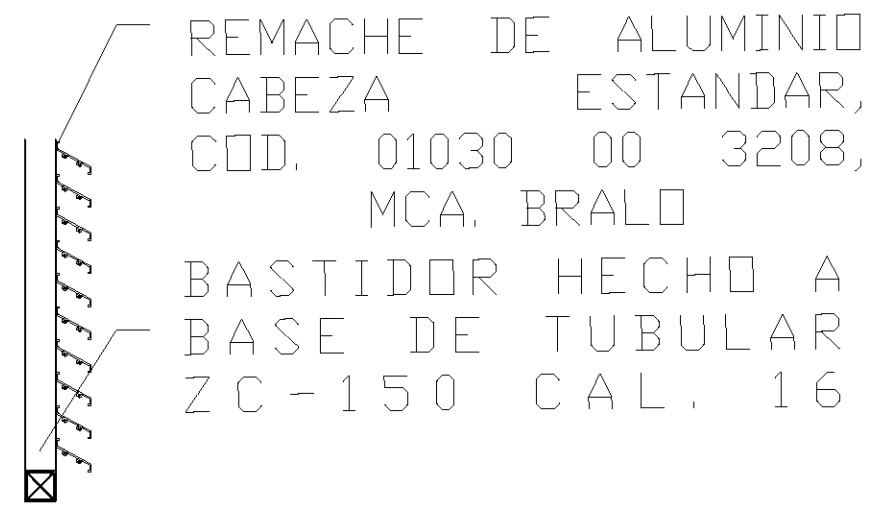 REMACHE DE ALUMINIO
CABEZA ESTANDAR,
COD. 01030 00 3208,
MCA. BRALO
BASTIDOR HECHO A
BASE DE TUBULAR
ZC-150 CAL. 16